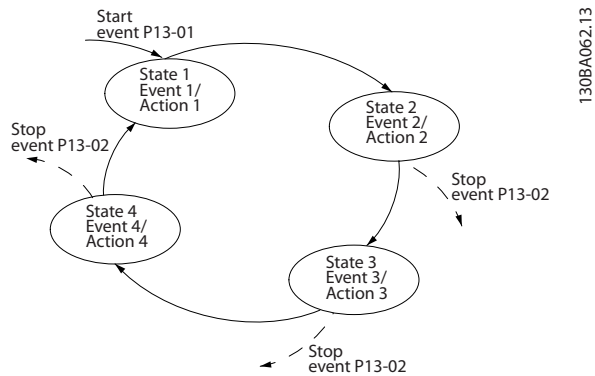 Start
event P13-01
130BA062.13
State 1
Event 1/
Action 1
State 2
Event 2/
Action 2
Stop
event P13-02
Stop
event P13-02
State 4
Event 4/
Action 4
State 3
Event 3/
Action 3
Stop
event P13-02